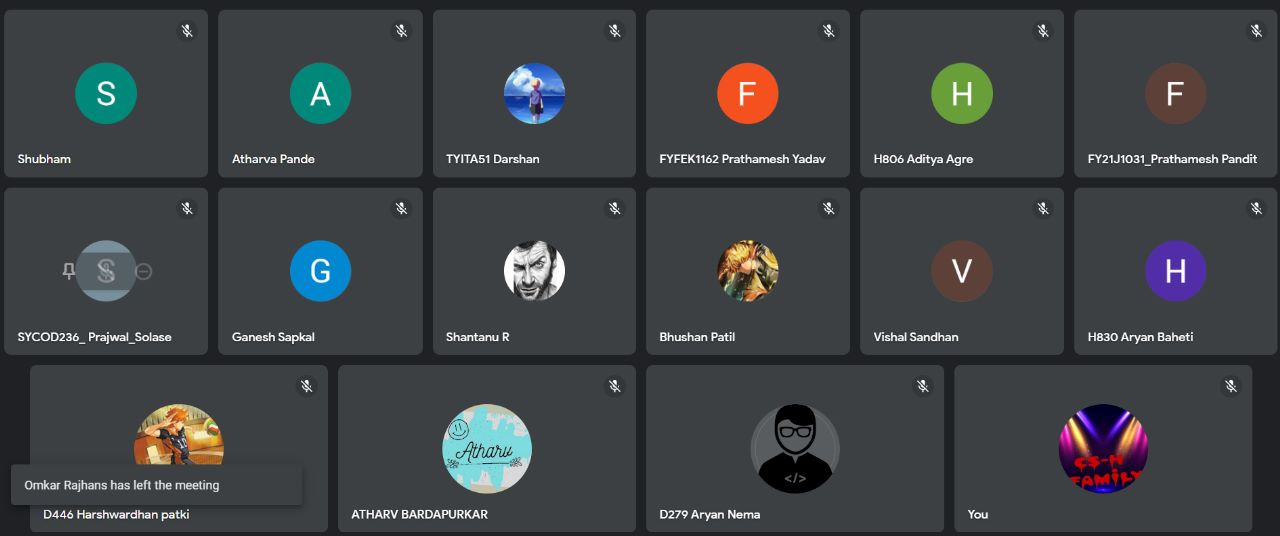 S
A
F
H
F
Shubham
Atharva Pande
TYITA51 Darshan
FYFEK1162 Prathamesh Yadav
H806 Aditya Agre
FY21J1031_Prathamesh Pandit
S
G
V
H
SYCOD236_ Prajwal_Solase
Ganesh Sapkal
Shantanu R
Bhushan Patil
Vishal Sandhan
H830 Aryan Baheti
Atharv
</>
CS-H
FAMILY
Omkar Rajhans has left the meeting
D446 Harshwardhan patki
ATHARV BARDAPURKAR
D279 Aryan Nema
You